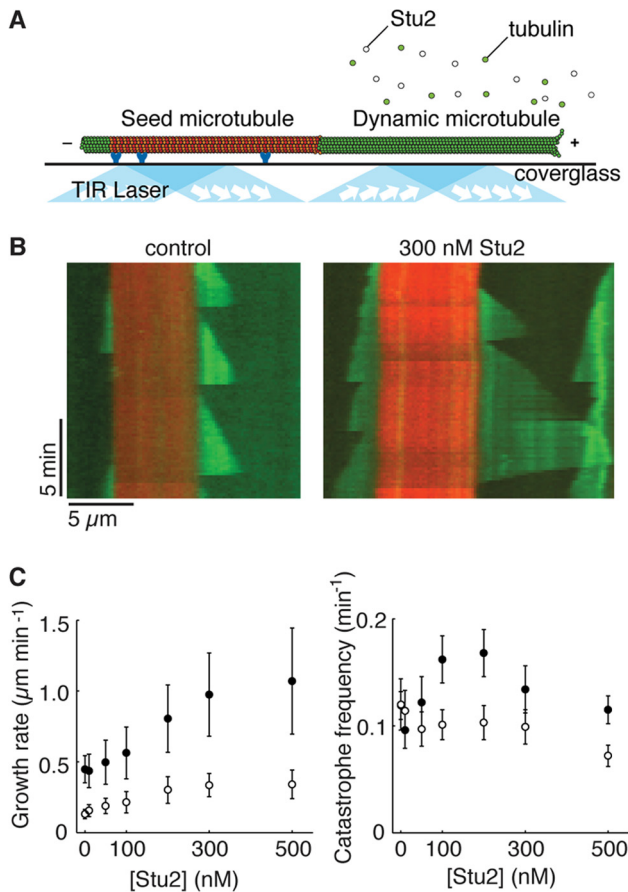 A
Stu2
tubulin
Seed microtubule
Dynamic microtubule
–
+
coverglass
TIR Laser
B
control
300 nM Stu2
5 min
5 µm
C
Growth rate (µm min⁻¹)
1.5
1.0
0.5
0
0 100 300 500
[Stu2] (nM)
Catastrophe frequency (min⁻¹)
0.2
0.1
0
0 100 300 500
[Stu2] (nM)